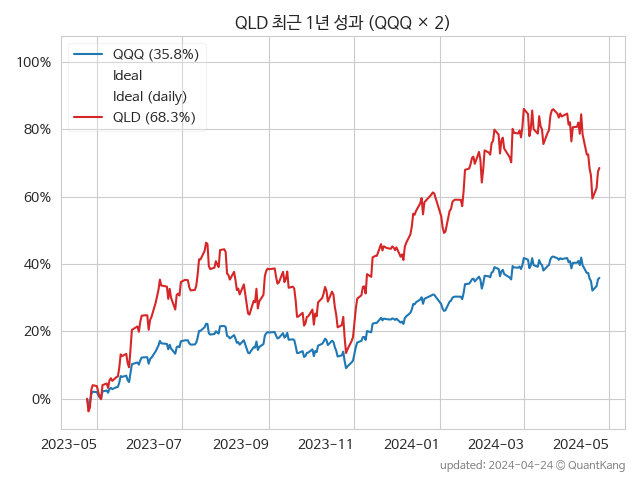 QLD 최근 1년 성과 (QQQ × 2)
QQQ (35.8%)
Ideal
Ideal (daily)
QLD (68.3%)
100%
80%
60%
40%
20%
0%
2023-05 2023-07 2023-09 2023-11 2024-01 2024-03 2024-05
updated: 2024-04-24 © QuantKang